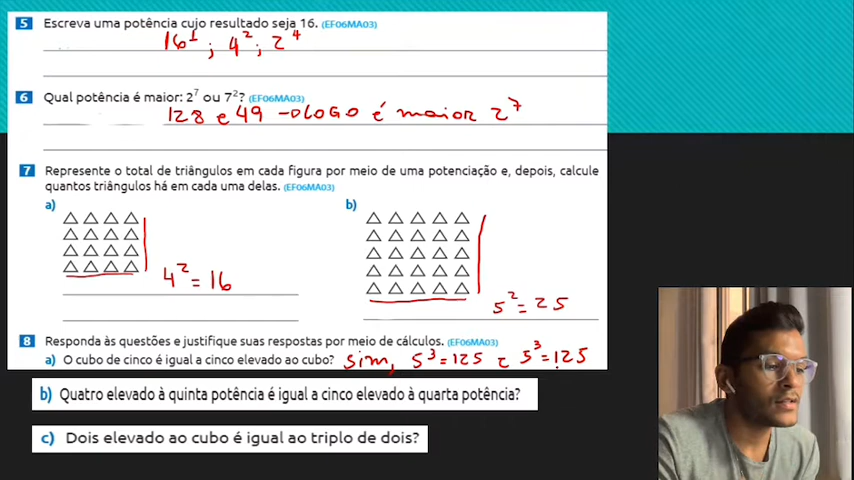 5 Escreva uma potência cujo resultado seja 16. (EF06MA03)
16¹ ; 4² ; 2⁴
6 Qual potência é maior: 2⁷ ou 7²? (EF06MA03)
128 e 49 → LOGO é maior 2⁷
7 Represente o total de triângulos em cada figura por meio de uma potenciação e, depois, calcule
quantos triângulos há em cada uma delas. (EF06MA03)
a)
4² = 16
b)
5² = 25
8 Responda às questões e justifique suas respostas por meio de cálculos. (EF06MA03)
a) O cubo de cinco é igual a cinco elevado ao cubo? sim, 5³=125 e 5³=125
b) Quatro elevado à quinta potência é igual a cinco elevado à quarta potência?
c) Dois elevado ao cubo é igual ao triplo de dois?